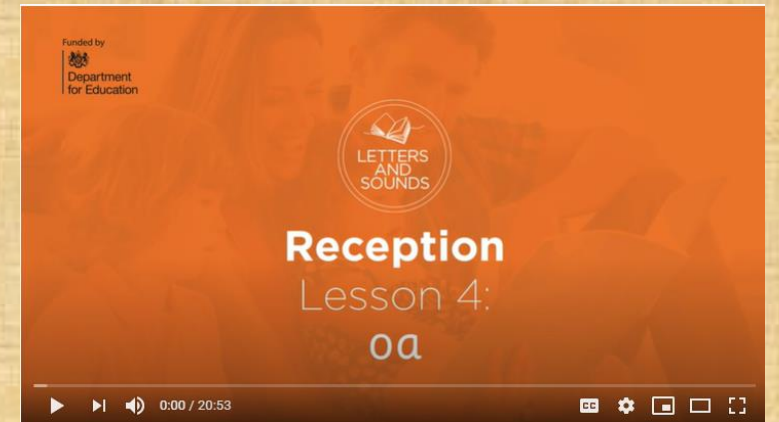 Funded by
Department
for Education
LETTERS
AND
SOUNDS
Reception
Lesson 4:
oa
0:00 / 20:53
CC